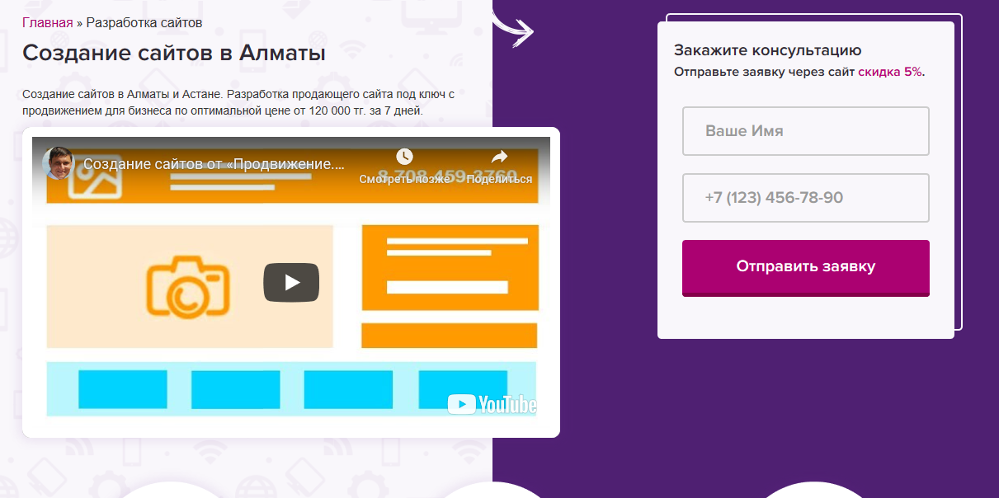 Главная » Разработка сайтов
Создание сайтов в Алматы
Создание сайтов в Алматы и Астане. Разработка продающего сайта под ключ с
продвижением для бизнеса по оптимальной цене от 120 000 тг. за 7 дней.
Создание сайтов от «Продвижение....
8 708 459 3760
Смотреть позже
Поделиться
YouTube
Закажите консультацию
Отправьте заявку через сайт скидка 5%.
Ваше Имя
+7 (123) 456-78-90
Отправить заявку